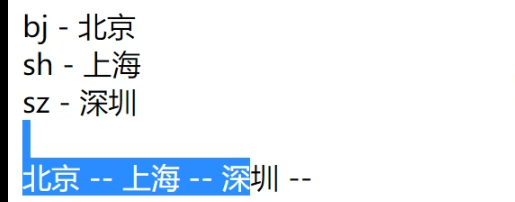 bj - 北京
sh - 上海
sz - 深圳
北京 -- 上海 -- 深圳 --